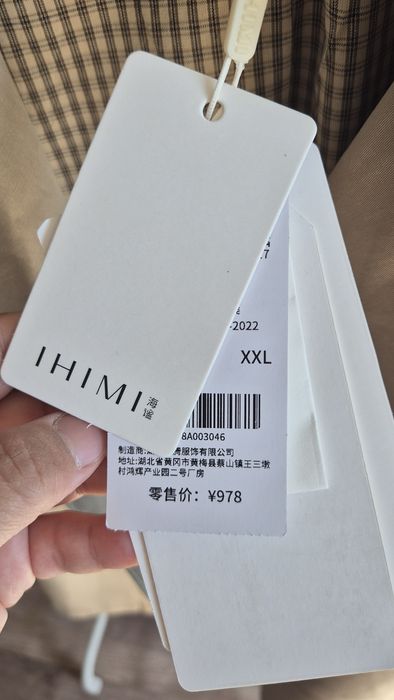 IHIMI 海谧
7
-2022
XXL
8A003046
制造商:服饰有限公司
地址:湖北省黄冈市黄梅县蔡山镇王三墩
村鸿辉产业园二号厂房
零售价: ¥978